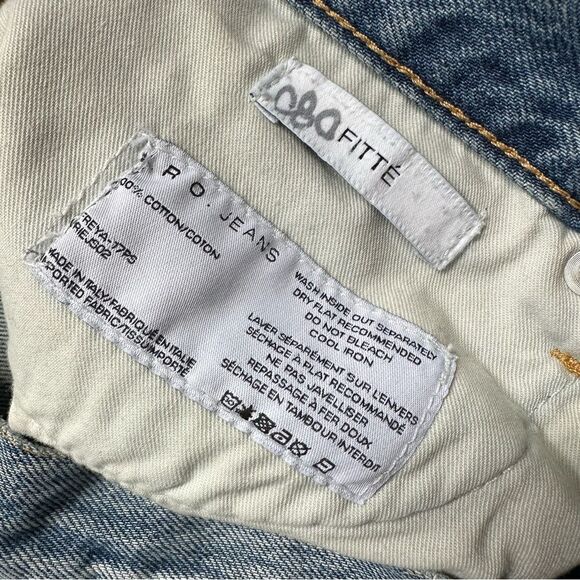 FITTÉ
R.O. JEANS
100% COTTON/COTON
MADE IN ITALY/FABRIQUÉ EN ITALIE
IMPORTED FABRIC/TISSU IMPORTÉ
WASH INSIDE OUT SEPARATELY
DRY FLAT RECOMMENDED
DO NOT BLEACH
COOL IRON
LAVER SÉPARÉMENT SUR L'ENVERS
SÉCHAGE A PLAT RECOMMANDÉ
NE PAS JAVELLISER
REPASSAGE À FER DOUX
SÉCHAGE EN TAMBOUR INTERDIT